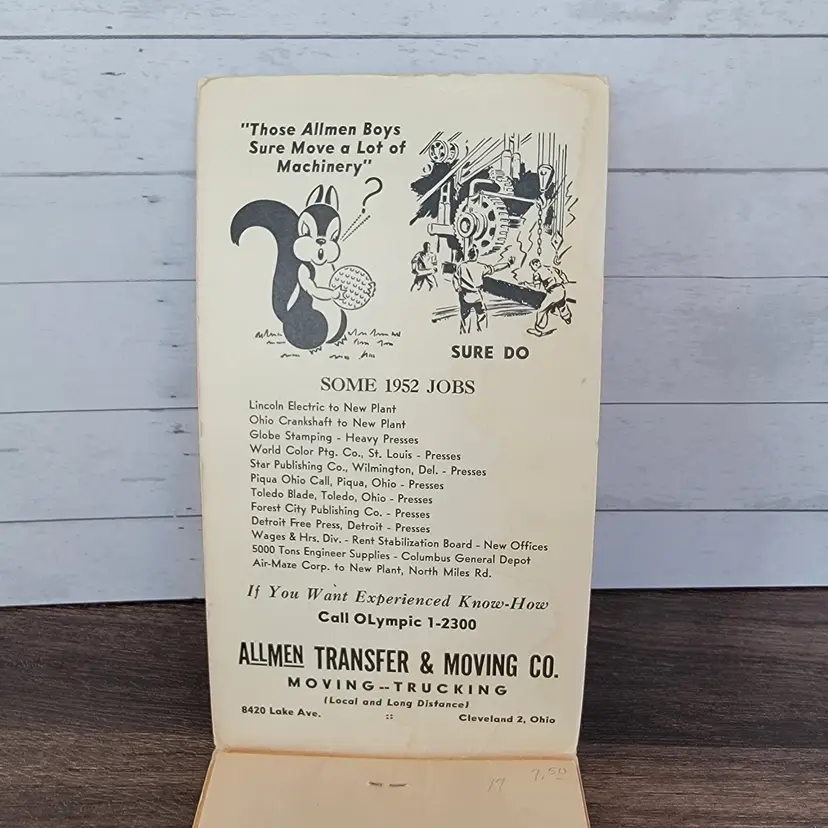 "Those Allmen Boys
Sure Move a Lot of
Machinery"
?
SURE DO
SOME 1952 JOBS
Lincoln Electric to New Plant
Ohio Crankshaft to New Plant
Globe Stamping - Heavy Presses
World Color Ptg. Co., St. Louis - Presses
Star Publishing Co., Wilmington, Del. - Presses
Piqua Ohio Call, Piqua, Ohio - Presses
Toledo Blade, Toledo, Ohio - Presses
Forest City Publishing Co. - Presses
Detroit Free Press, Detroit - Presses
Wages & Hrs. Div. - Rent Stabilization Board - New Offices
5000 Tons Engineer Supplies - Columbus General Depot
Air-Maze Corp. to New Plant, North Miles Rd.
If You Want Experienced Know-How
Call OLympic 1-2300
ALLMEN TRANSFER & MOVING CO.
MOVING--TRUCKING
(Local and Long Distance)
8420 Lake Ave. :: Cleveland 2, Ohio
17 7.50